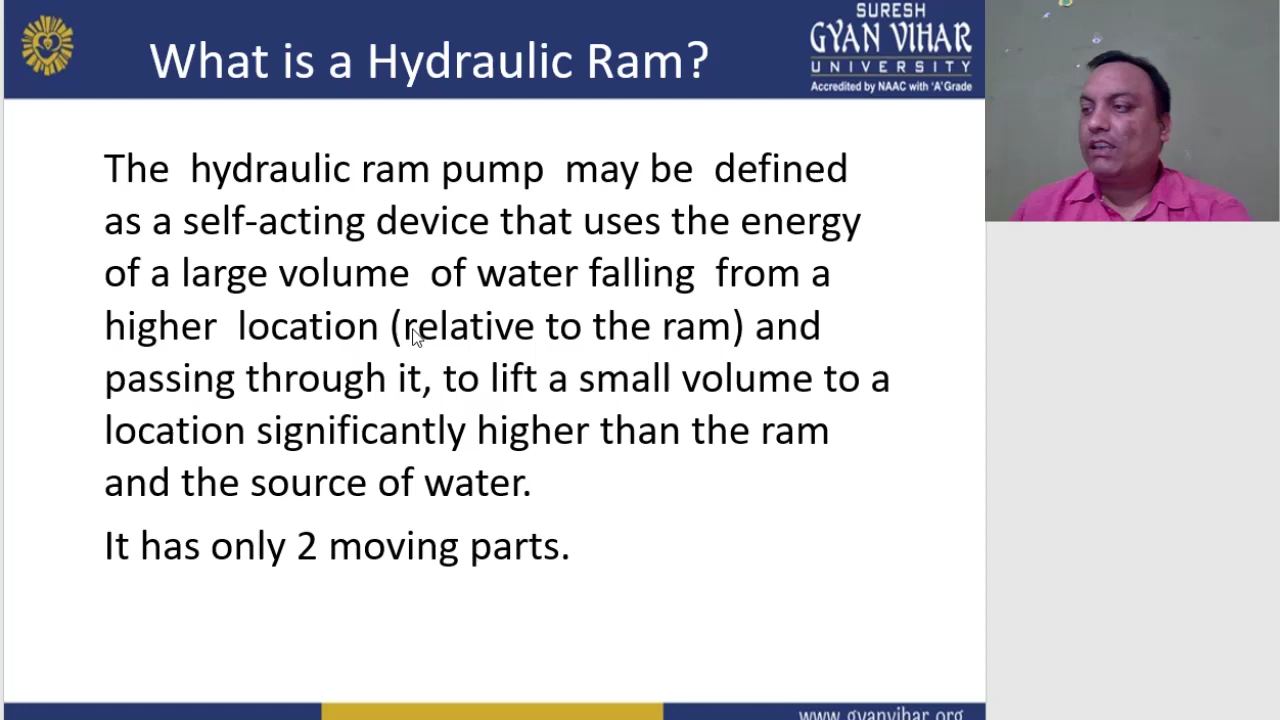 What is a Hydraulic Ram?
SURESH
GYAN VIHAR
UNIVERSITY
Accredited by NAAC with 'A' Grade
The hydraulic ram pump may be defined
as a self-acting device that uses the energy
of a large volume of water falling from a
higher location (relative to the ram) and
passing through it, to lift a small volume to a
location significantly higher than the ram
and the source of water.
It has only 2 moving parts.
www.gyanvihar.org